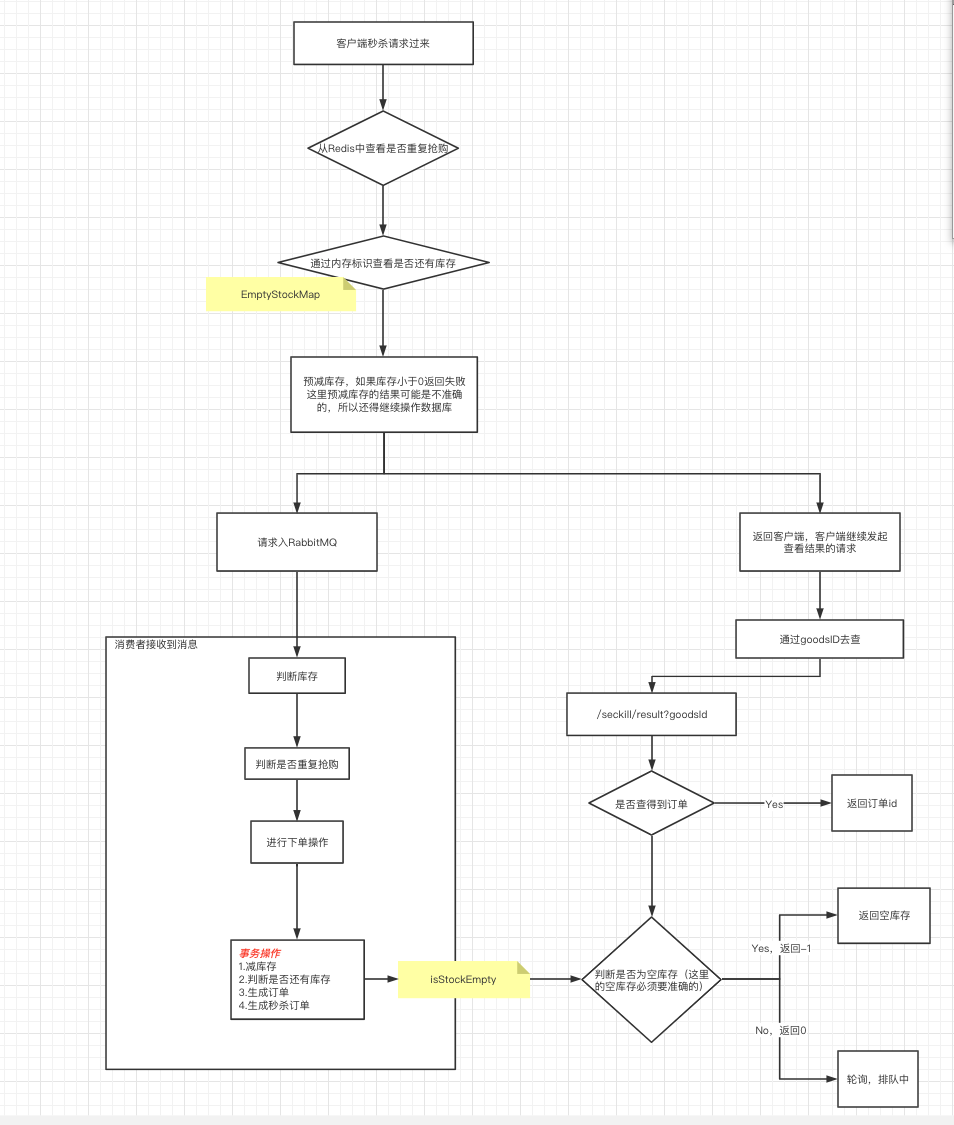 客户端秒杀请求过来
从Redis中查看是否重复抢购
通过内存标识查看是否还有库存
EmptyStockMap
预减库存，如果库存小于0返回失败
这里预减库存的结果可能是不准确
的，所以还得继续操作数据库
请求入RabbitMQ
返回客户端，客户端继续发起
查看结果的请求
消费者接收到消息
通过goodsID去查
判断库存
/seckill/result?goodsId
判断是否重复抢购
是否查得到订单
Yes
返回订单id
进行下单操作
事务操作
1.减库存
2.判断是否还有库存
3.生成订单
4.生成秒杀订单
isStockEmpty
判断是否为空库存（这里
的空库存必须要准确的）
Yes，返回-1
返回空库存
No，返回0
轮询，排队中